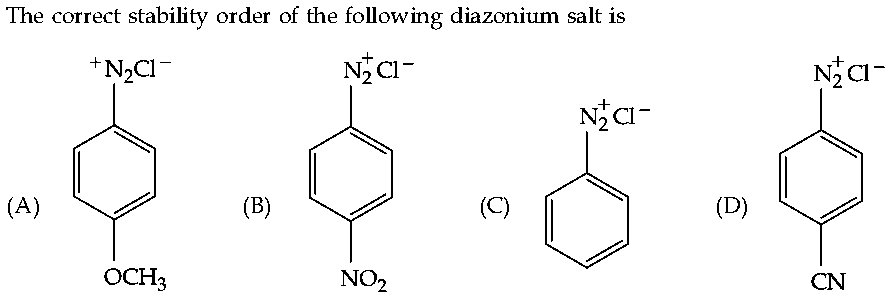 The correct stability order of the following diazonium salt is
⁺N₂Cl⁻ N₂⁺Cl⁻ N₂⁺Cl⁻ N₂⁺Cl⁻
(A) (B) (C) (D)
OCH₃ NO₂ CN